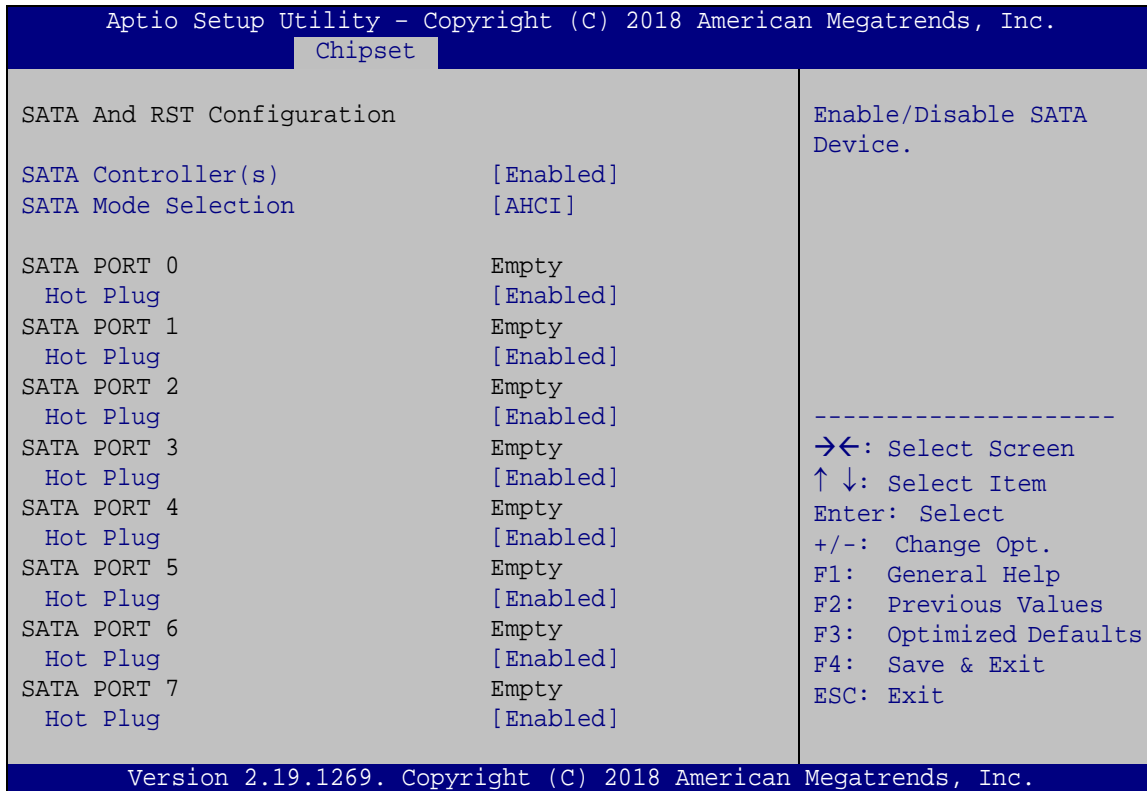 Aptio Setup Utility – Copyright (C) 2018 American Megatrends, Inc.
Chipset
SATA And RST Configuration
SATA Controller(s) [Enabled]
SATA Mode Selection [AHCI]
SATA PORT 0 Empty
Hot Plug [Enabled]
SATA PORT 1 Empty
Hot Plug [Enabled]
SATA PORT 2 Empty
Hot Plug [Enabled]
SATA PORT 3 Empty
Hot Plug [Enabled]
SATA PORT 4 Empty
Hot Plug [Enabled]
SATA PORT 5 Empty
Hot Plug [Enabled]
SATA PORT 6 Empty
Hot Plug [Enabled]
SATA PORT 7 Empty
Hot Plug [Enabled]
Enable/Disable SATA
Device.
---------------------
→←: Select Screen
↑ ↓: Select Item
Enter: Select
+/-: Change Opt.
F1: General Help
F2: Previous Values
F3: Optimized Defaults
F4: Save & Exit
ESC: Exit
Version 2.19.1269. Copyright (C) 2018 American Megatrends, Inc.